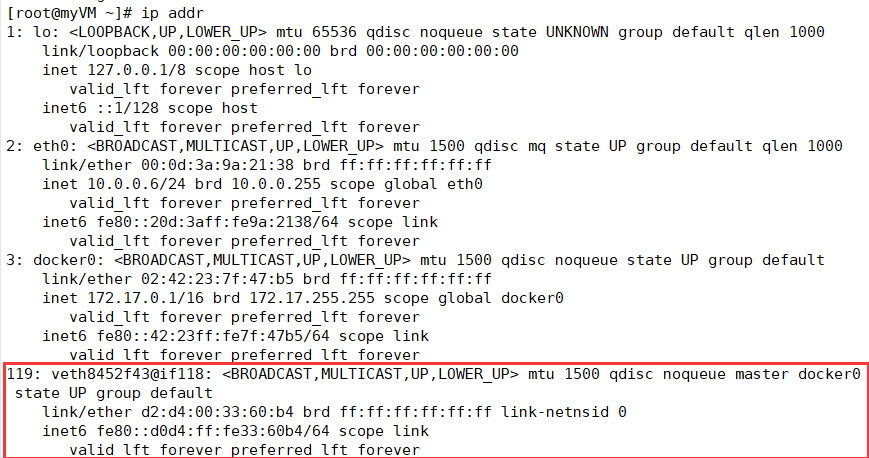 [root@myVM ~]# ip addr
1: lo: <LOOPBACK,UP,LOWER_UP> mtu 65536 qdisc noqueue state UNKNOWN group default qlen 1000
    link/loopback 00:00:00:00:00:00 brd 00:00:00:00:00:00
    inet 127.0.0.1/8 scope host lo
       valid_lft forever preferred_lft forever
    inet6 ::1/128 scope host
       valid_lft forever preferred_lft forever
2: eth0: <BROADCAST,MULTICAST,UP,LOWER_UP> mtu 1500 qdisc mq state UP group default qlen 1000
    link/ether 00:0d:3a:9a:21:38 brd ff:ff:ff:ff:ff:ff
    inet 10.0.0.6/24 brd 10.0.0.255 scope global eth0
       valid_lft forever preferred_lft forever
    inet6 fe80::20d:3aff:fe9a:2138/64 scope link
       valid_lft forever preferred_lft forever
3: docker0: <BROADCAST,MULTICAST,UP,LOWER_UP> mtu 1500 qdisc noqueue state UP group default
    link/ether 02:42:23:7f:47:b5 brd ff:ff:ff:ff:ff:ff
    inet 172.17.0.1/16 brd 172.17.255.255 scope global docker0
       valid_lft forever preferred_lft forever
    inet6 fe80::42:23ff:fe7f:47b5/64 scope link
       valid_lft forever preferred_lft forever
119: veth8452f43@if118: <BROADCAST,MULTICAST,UP,LOWER_UP> mtu 1500 qdisc noqueue master docker0
 state UP group default
    link/ether d2:d4:00:33:60:b4 brd ff:ff:ff:ff:ff:ff link-netnsid 0
    inet6 fe80::d0d4:ff:fe33:60b4/64 scope link
       valid_lft forever preferred_lft forever